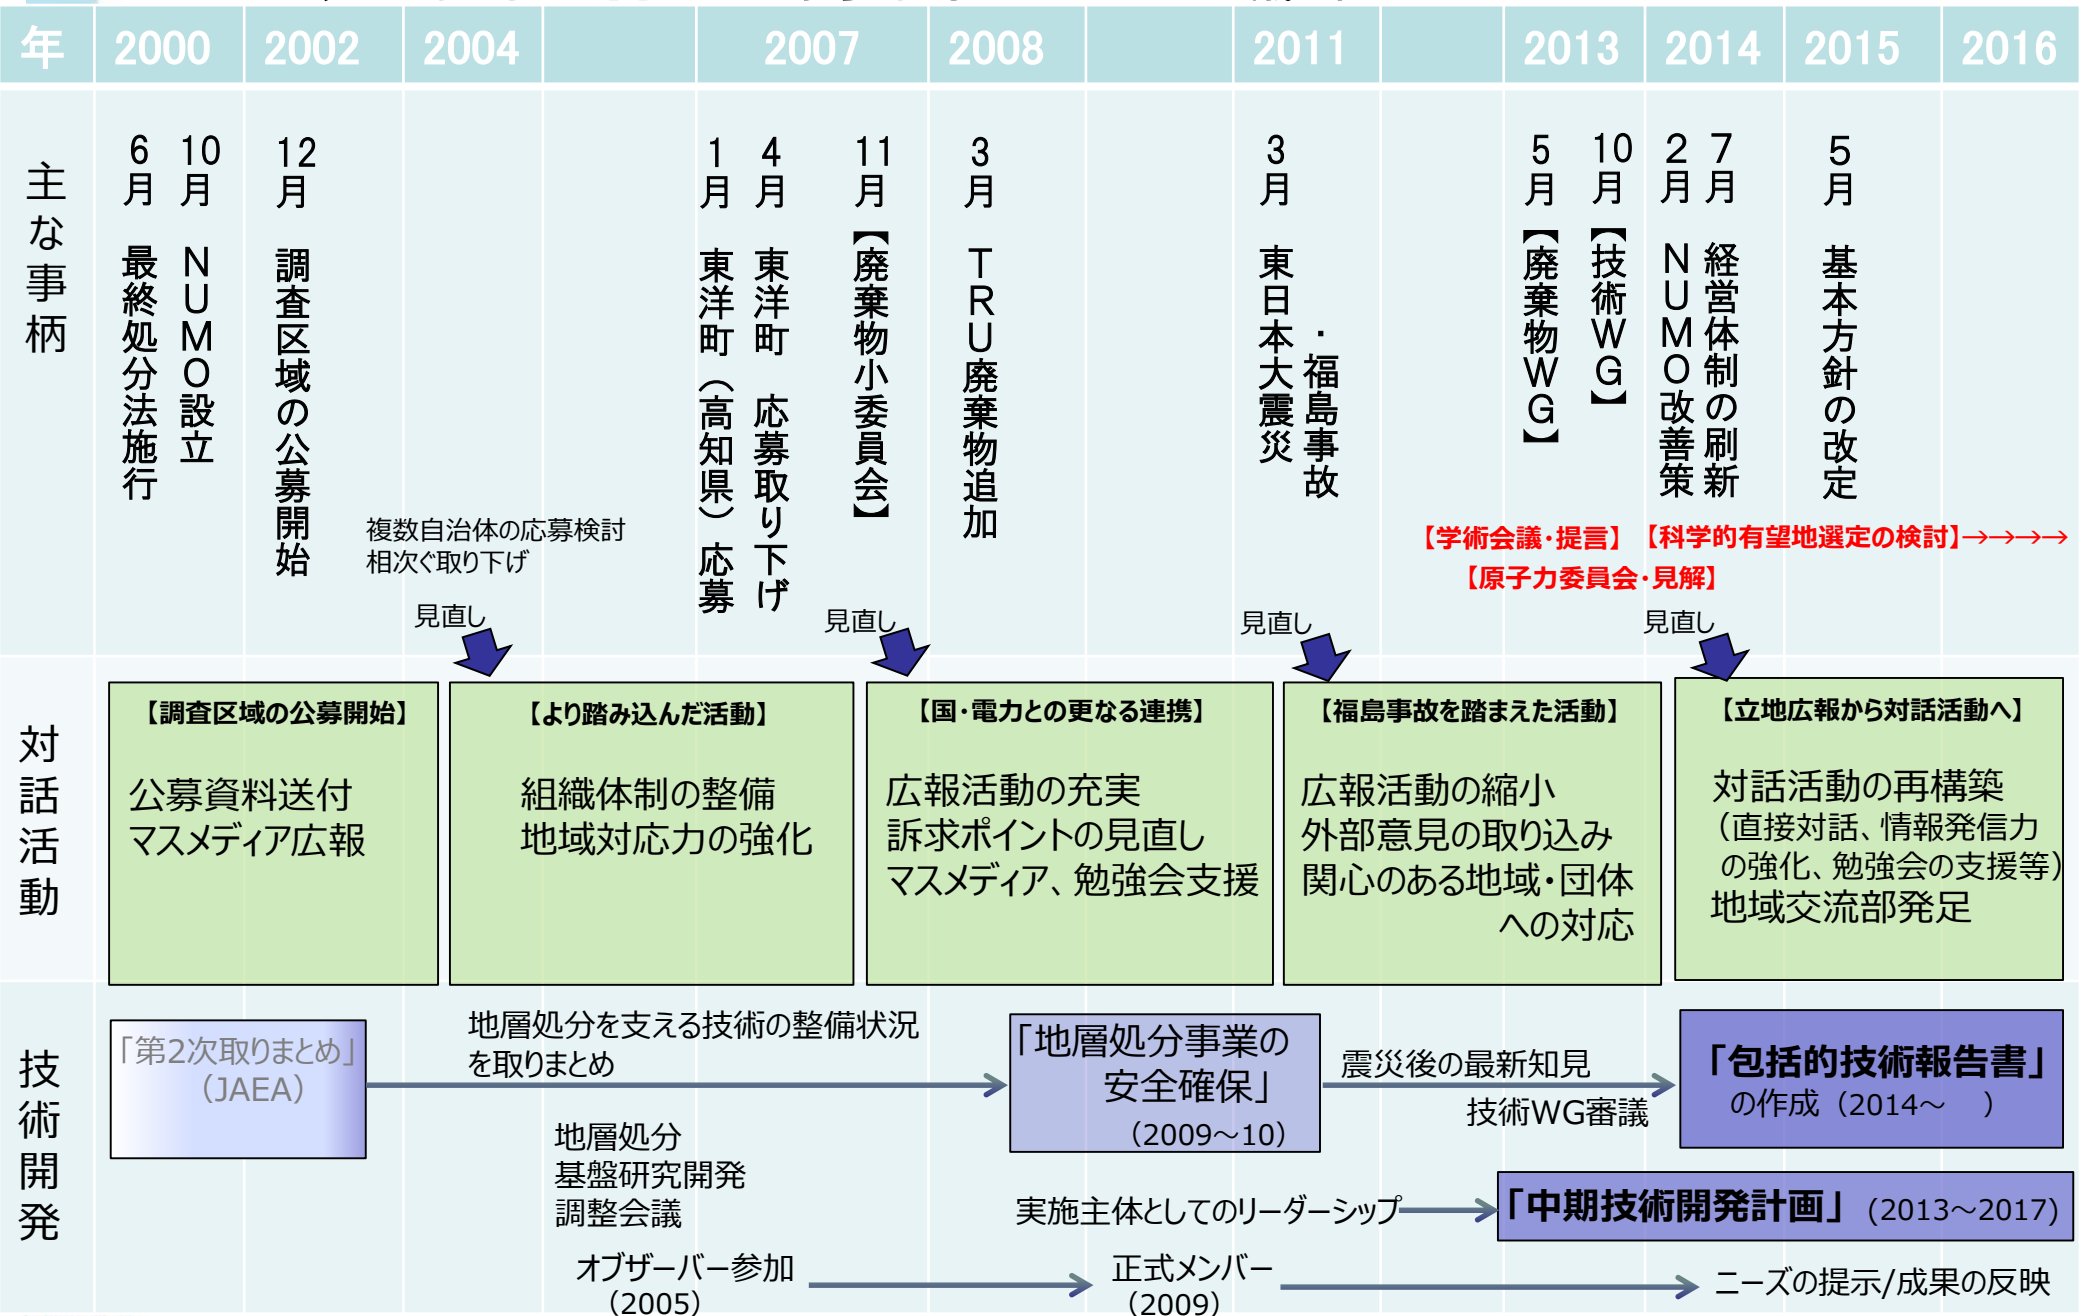 年 2000 2002 2004 2007 2008 2011 2013 2014 2015 2016
主な事柄
6月 最終処分法施行
10月 NUMO設立
12月 調査区域の公募開始
複数自治体の応募検討
相次ぐ取り下げ
1月 東洋町（高知県）応募
4月 東洋町 応募取り下げ
11月【廃棄物小委員会】
3月 TRU廃棄物追加
3月 東日本大震災
・福島事故
5月【廃棄物WG】
10月【技術WG】
2月 NUMO改善策
7月 経営体制の刷新
5月 基本方針の改定
【学術会議・提言】
【科学的有望地選定の検討】→→→→
【原子力委員会・見解】
見直し
見直し
見直し
見直し
対話活動
【調査区域の公募開始】
公募資料送付
マスメディア広報
【より踏み込んだ活動】
組織体制の整備
地域対応力の強化
【国・電力との更なる連携】
広報活動の充実
訴求ポイントの見直し
マスメディア、勉強会支援
【福島事故を踏まえた活動】
広報活動の縮小
外部意見の取り込み
関心のある地域・団体
への対応
【立地広報から対話活動へ】
対話活動の再構築
（直接対話、情報発信力
の強化、勉強会の支援等）
地域交流部発足
技術開発
「第2次取りまとめ」
（JAEA）
地層処分を支える技術の整備状況
を取りまとめ
「地層処分事業の
安全確保」
（2009～10）
震災後の最新知見
技術WG審議
「包括的技術報告書」
の作成（2014～　）
地層処分
基盤研究開発
調整会議
実施主体としてのリーダーシップ
「中期技術開発計画」（2013～2017）
オブザーバー参加
（2005）
正式メンバー
（2009）
ニーズの提示/成果の反映